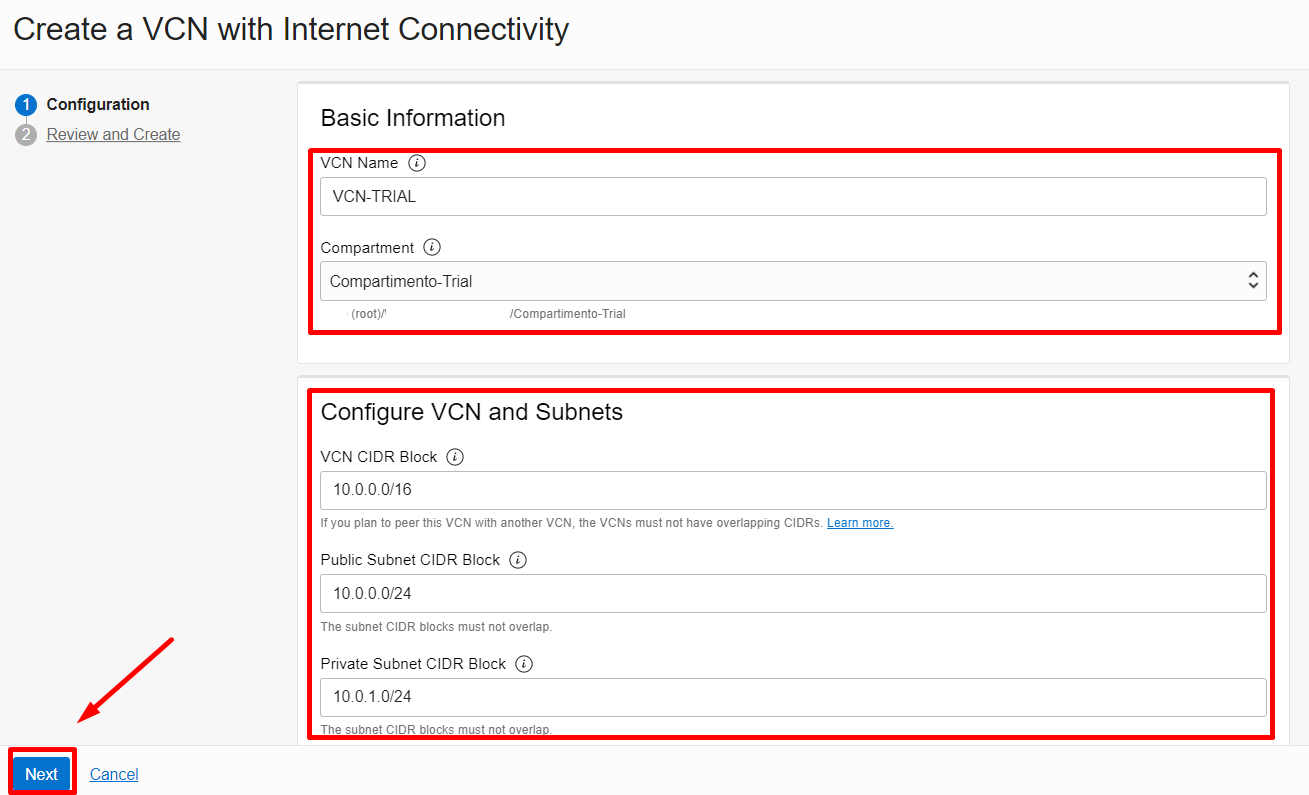 Create a VCN with Internet Connectivity
1 Configuration
2 Review and Create
Basic Information
VCN Name i
VCN-TRIAL
Compartment i
Compartimento-Trial
(root)/ /Compartimento-Trial
Configure VCN and Subnets
VCN CIDR Block i
10.0.0.0/16
If you plan to peer this VCN with another VCN, the VCNs must not have overlapping CIDRs. Learn more.
Public Subnet CIDR Block i
10.0.0.0/24
The subnet CIDR blocks must not overlap.
Private Subnet CIDR Block i
10.0.1.0/24
The subnet CIDR blocks must not overlap.
Next Cancel